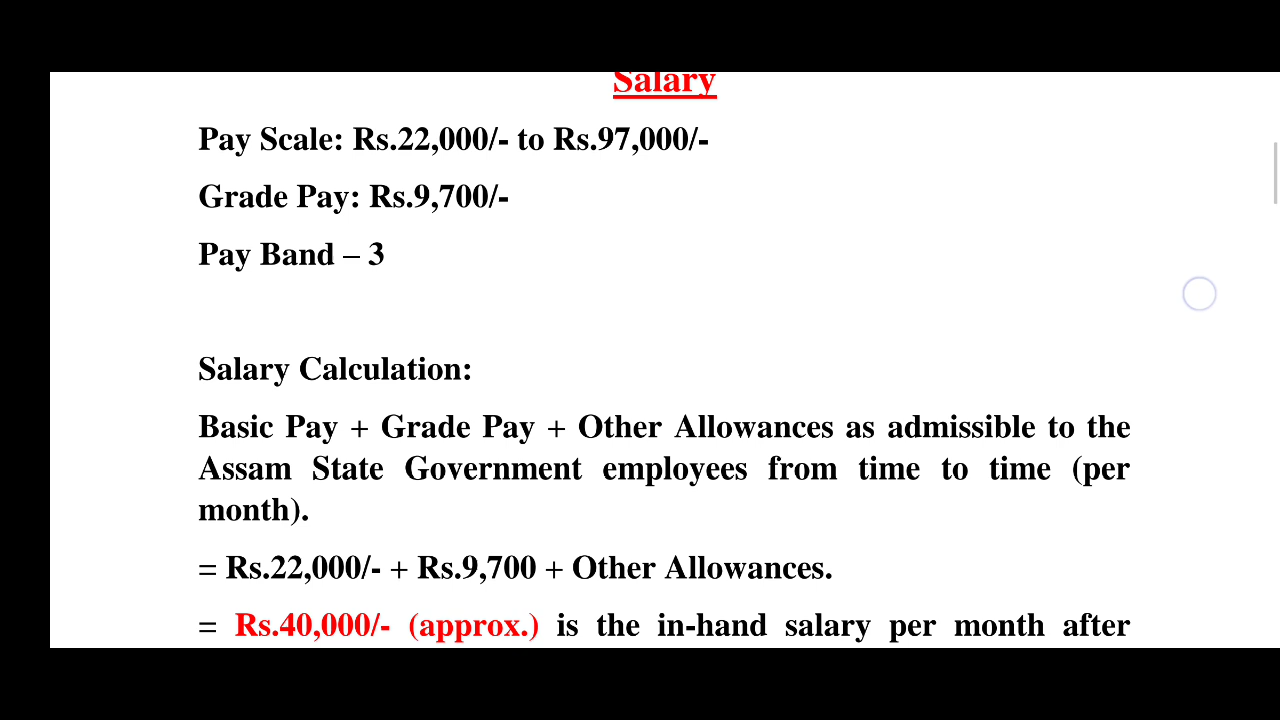 Salary
Pay Scale: Rs.22,000/- to Rs.97,000/-
Grade Pay: Rs.9,700/-
Pay Band – 3
Salary Calculation:
Basic Pay + Grade Pay + Other Allowances as admissible to the
Assam State Government employees from time to time (per
month).
= Rs.22,000/- + Rs.9,700 + Other Allowances.
= Rs.40,000/- (approx.) is the in-hand salary per month after